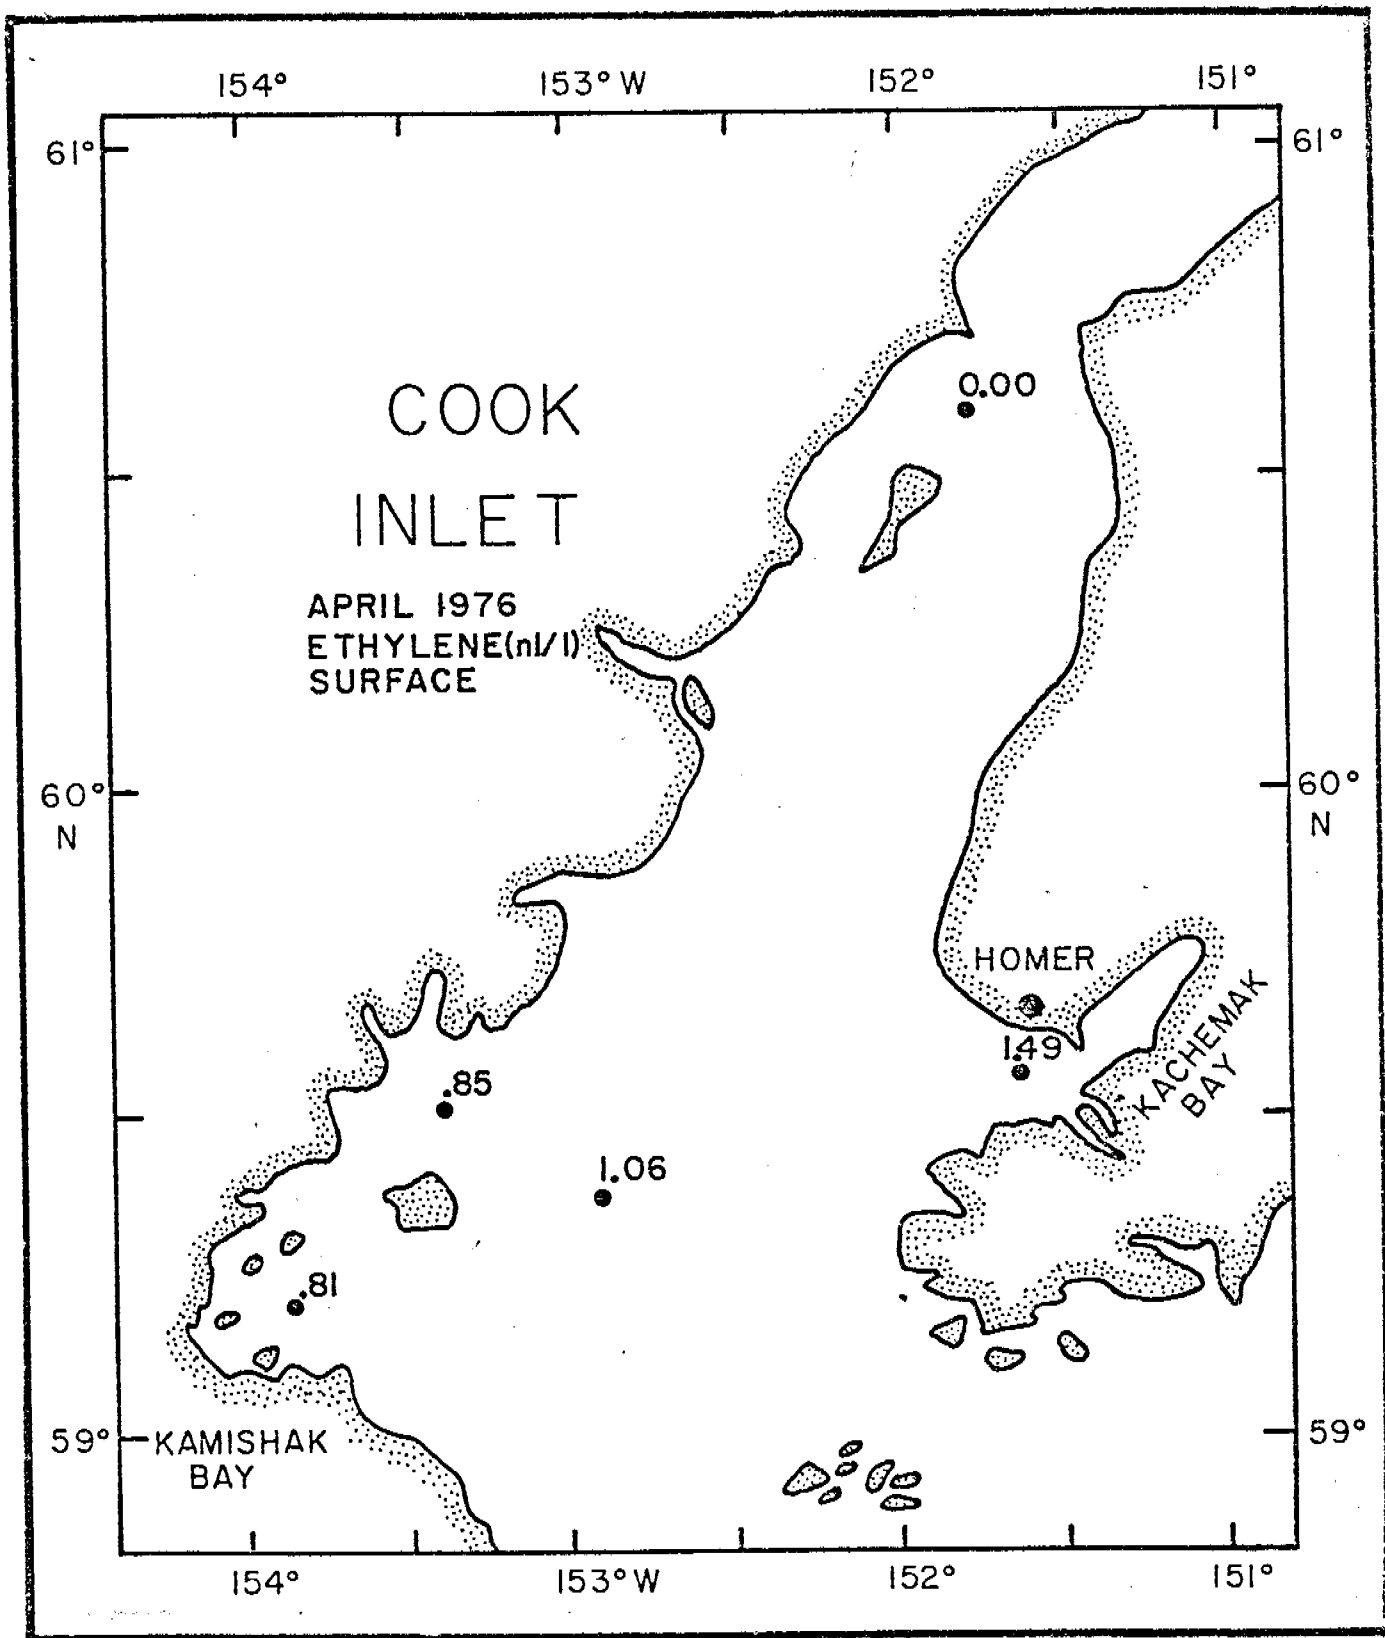 154° 153° W 152° 151°
61° 61°
0.00
COOK
INLET
APRIL 1976
ETHYLENE(nl/l)
SURFACE
60° 60°
N N
HOMER
1.49
KACHEMAK
BAY
.85
1.06
.81
59° 59°
KAMISHAK
BAY
154° 153° W 152° 151°